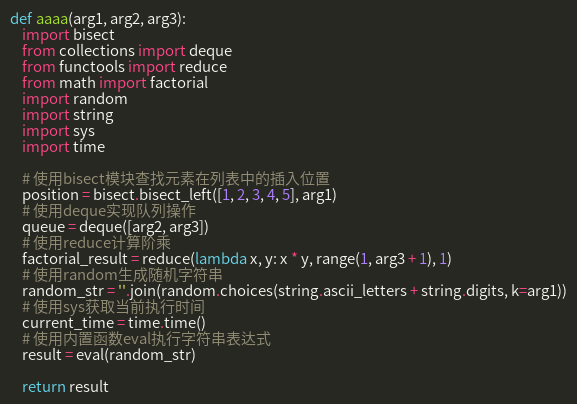 def aaaa(arg1, arg2, arg3):
    import bisect
    from collections import deque
    from functools import reduce
    from math import factorial
    import random
    import string
    import sys
    import time

    # 使用bisect模块查找元素在列表中的插入位置
    position = bisect.bisect_left([1, 2, 3, 4, 5], arg1)
    # 使用deque实现队列操作
    queue = deque([arg2, arg3])
    # 使用reduce计算阶乘
    factorial_result = reduce(lambda x, y: x * y, range(1, arg3 + 1), 1)
    # 使用random生成随机字符串
    random_str = ''.join(random.choices(string.ascii_letters + string.digits, k=arg1))
    # 使用sys获取当前执行时间
    current_time = time.time()
    # 使用内置函数eval执行字符串表达式
    result = eval(random_str)

    return result